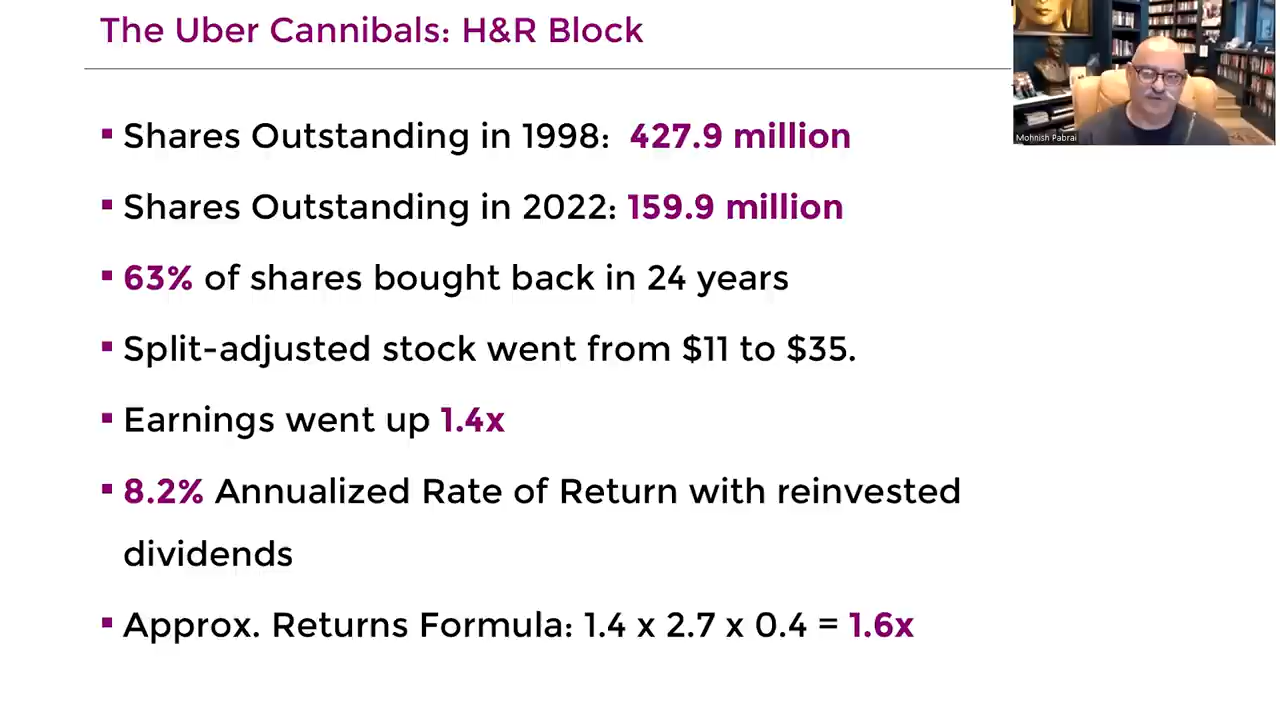 The Uber Cannibals: H&R Block
Mohnish Pabrai
▪ Shares Outstanding in 1998: 427.9 million
▪ Shares Outstanding in 2022: 159.9 million
▪ 63% of shares bought back in 24 years
▪ Split-adjusted stock went from $11 to $35.
▪ Earnings went up 1.4x
▪ 8.2% Annualized Rate of Return with reinvested
dividends
▪ Approx. Returns Formula: 1.4 x 2.7 x 0.4 = 1.6x